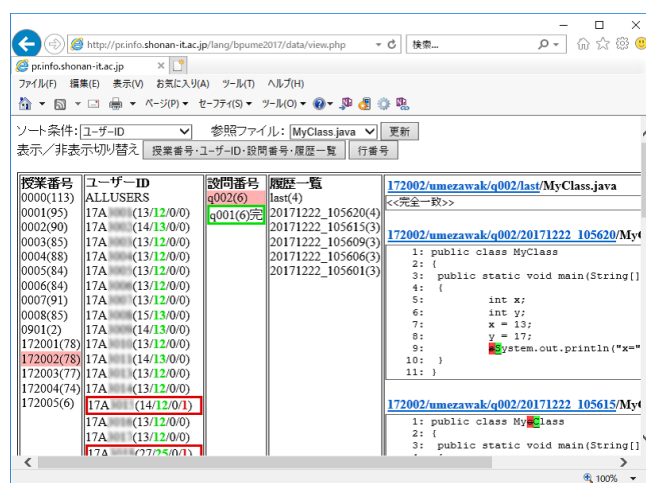 http://pr.info.shonan-it.ac.jp/lang/bpume2017/data/view.php
検索...
pr.info.shonan-it.ac.jp
ファイル(F) 編集(E) 表示(V) お気に入り(A) ツール(T) ヘルプ(H)
ページ(P) セーフティ(S) ツール(O)
ソート条件: ユーザーID 参照ファイル: MyClass.java 更新
表示／非表示切り替え 授業番号・ユーザーID・設問番号・履歴一覧 行番号
授業番号
0000(113)
0001(95)
0002(90)
0003(85)
0004(88)
0005(84)
0006(84)
0007(91)
0008(85)
0901(2)
172001(78)
172002(78)
172003(77)
172004(74)
172005(6)
ユーザーID
ALLUSERS
17A (13/12/0/0)
17A (14/13/0/0)
17A (13/12/0/0)
17A (13/12/0/0)
17A (13/12/0/0)
17A (13/12/0/0)
17A (13/12/0/0)
17A (15/13/0/0)
17A (14/13/0/0)
17A (13/12/0/0)
17A (14/13/0/0)
17A (13/12/0/0)
17A (13/12/0/0)
17A (14/12/0/1)
17A (13/12/0/0)
17A (13/12/0/0)
17A (27/25/0/1)
設問番号
q002(6)
q001(6)完
履歴一覧
last(4)
20171222_105620(4)
20171222_105615(3)
20171222_105609(3)
20171222_105606(3)
20171222_105601(3)
172002/umezawak/q002/last/MyClass.java
<<完全一致>>
172002/umezawak/q002/20171222_105620/My
1: public class MyClass
2: {
3: public static void main(String[]
4: {
5: int x;
6: int y;
7: x = 13;
8: y = 17;
9: sSystem.out.println("x="
10: }
11: }
172002/umezawak/q002/20171222_105615/My
1: public class MycClass
2: {
3: public static void main(String[]
100%